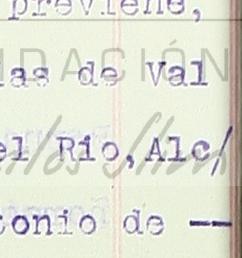 previene,
las de Val
el Rio, Alc/
tonio de --